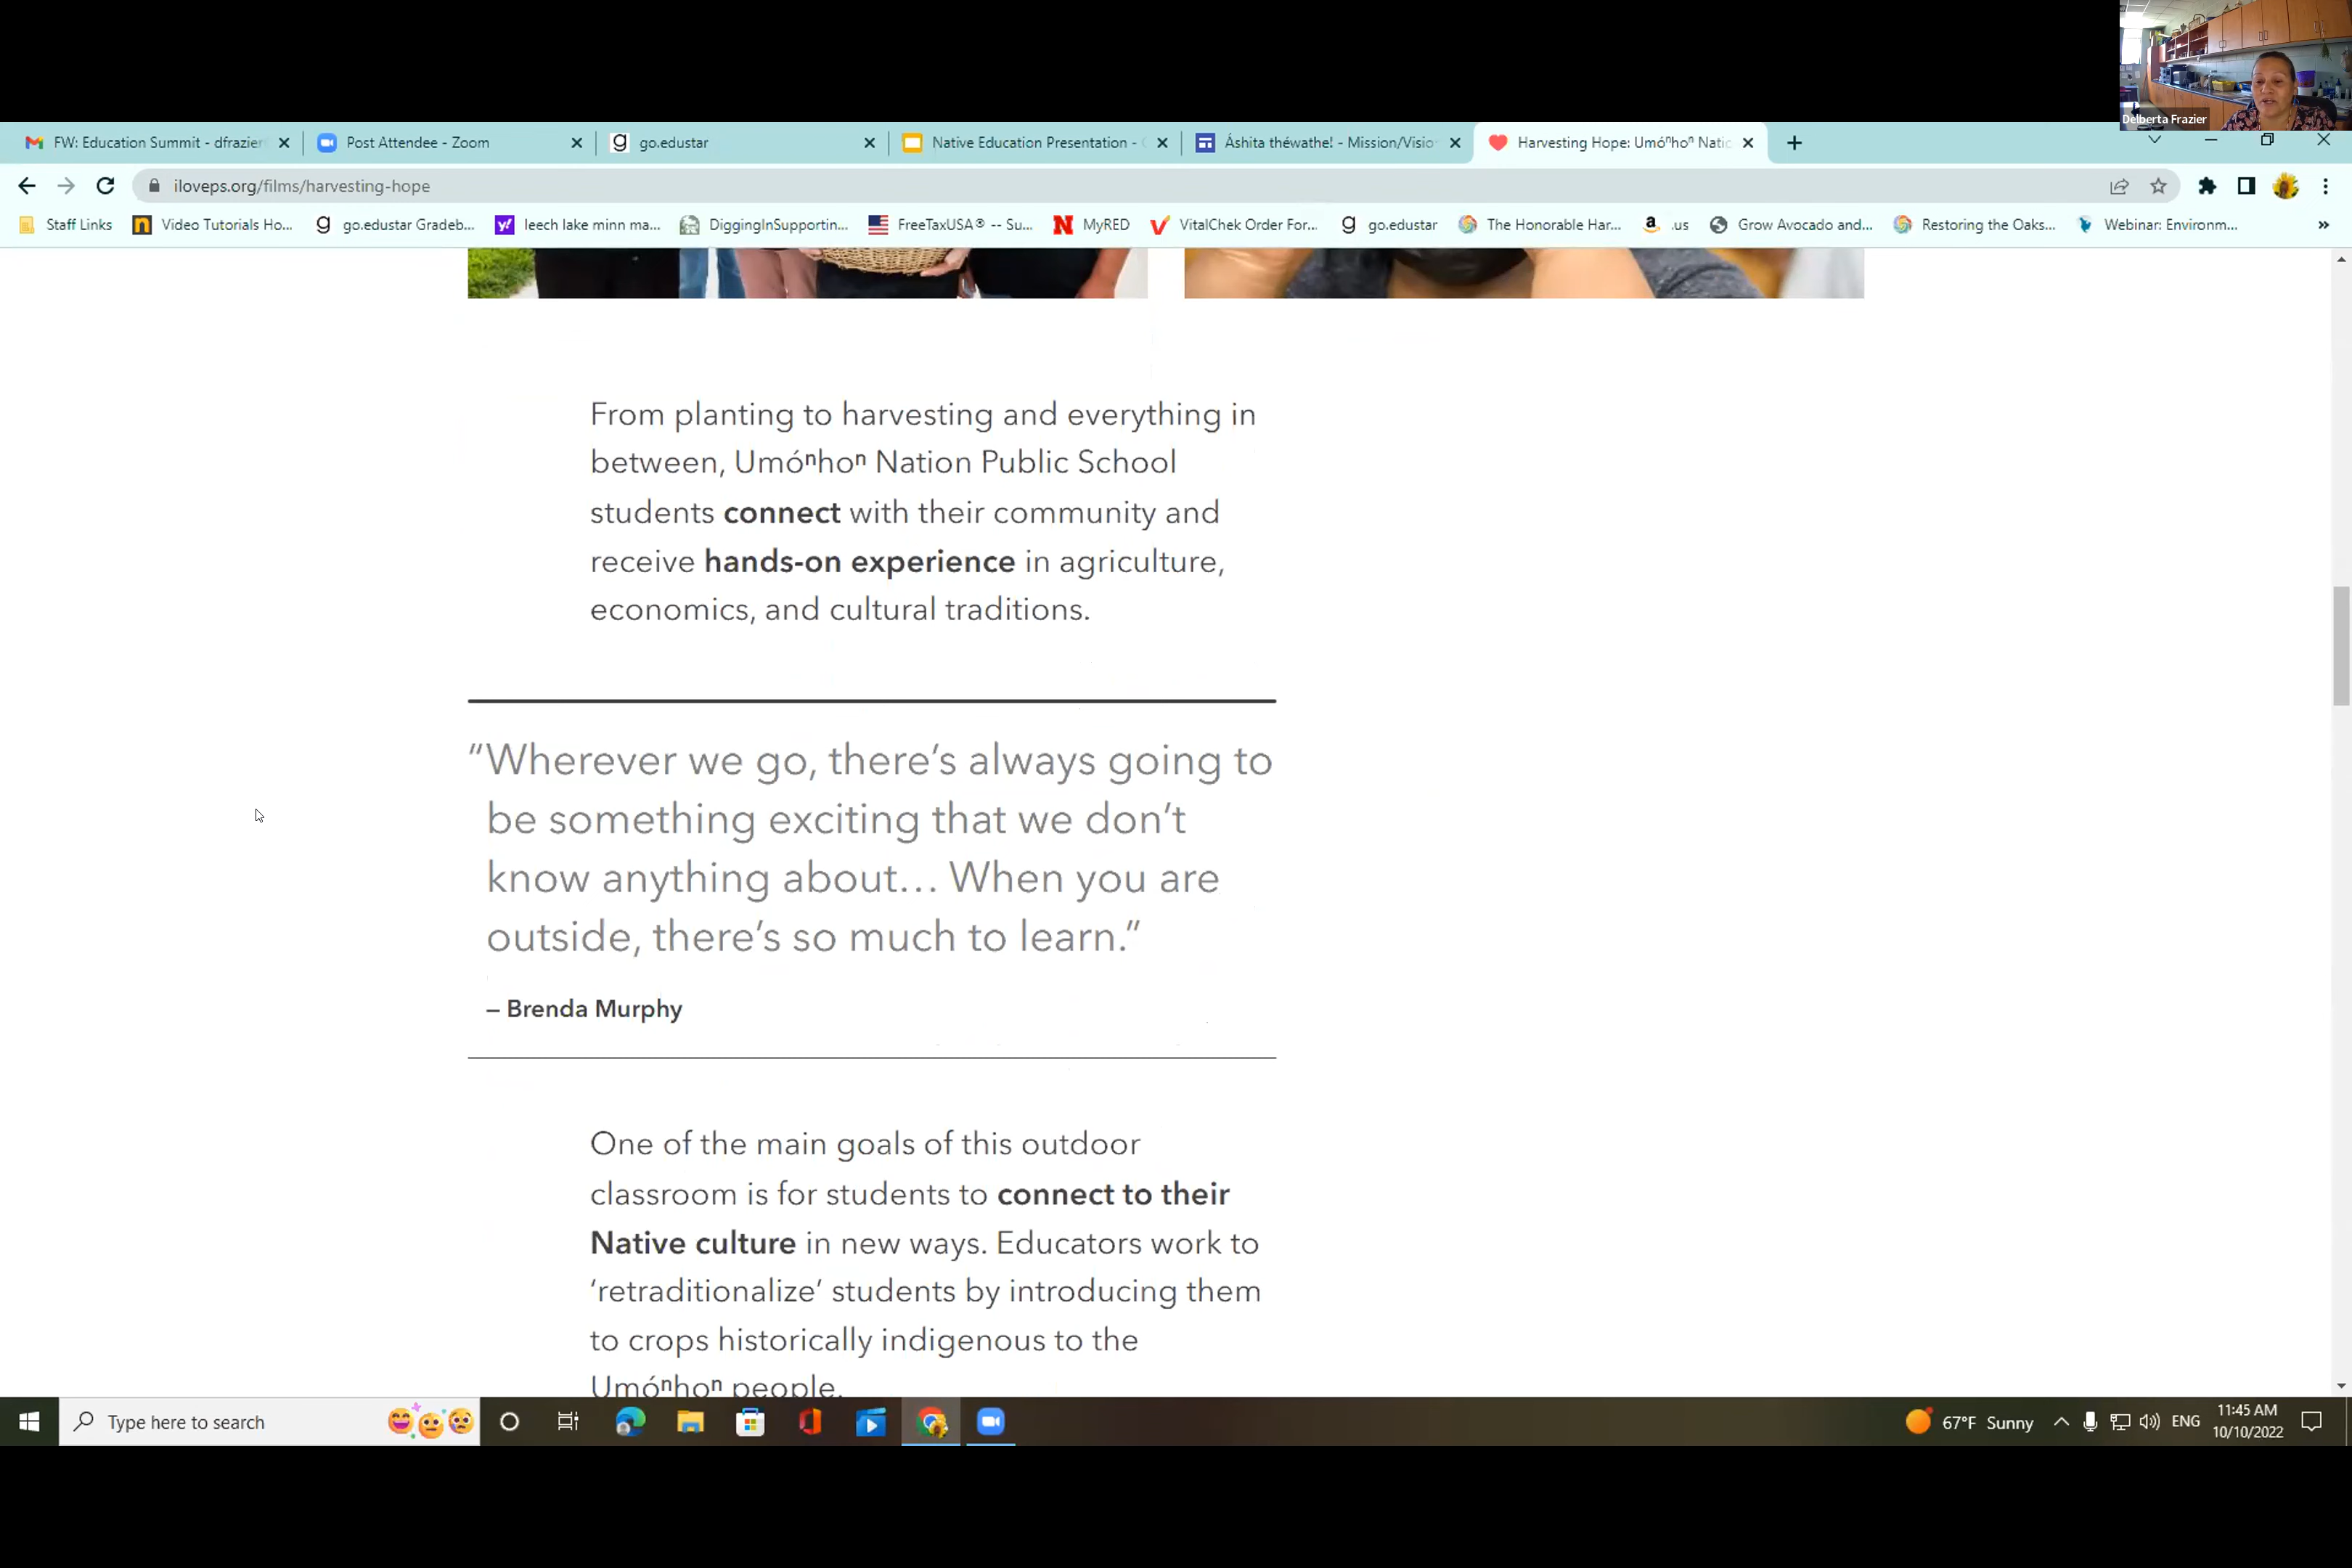 Delberta Frazier
FW: Education Summit - dfrazier
Post Attendee - Zoom
go.edustar
Native Education Presentation -
Áshita théwathe! - Mission/Visio
Harvesting Hope: Umóⁿhoⁿ Natic
iloveps.org/films/harvesting-hope
Staff Links
Video Tutorials Ho...
go.edustar Gradeb...
leech lake minn ma...
DiggingInSupportin...
FreeTaxUSA® -- Su...
MyRED
VitalChek Order For...
go.edustar
The Honorable Har...
.us
Grow Avocado and...
Restoring the Oaks...
Webinar: Environm...
»
From planting to harvesting and everything in
between, Umóⁿhoⁿ Nation Public School
students connect with their community and
receive hands-on experience in agriculture,
economics, and cultural traditions.
“Wherever we go, there’s always going to
be something exciting that we don’t
know anything about… When you are
outside, there’s so much to learn.”
– Brenda Murphy
One of the main goals of this outdoor
classroom is for students to connect to their
Native culture in new ways. Educators work to
‘retraditionalize’ students by introducing them
to crops historically indigenous to the
Umóⁿhoⁿ people.
Type here to search
67°F Sunny
ENG
11:45 AM
10/10/2022